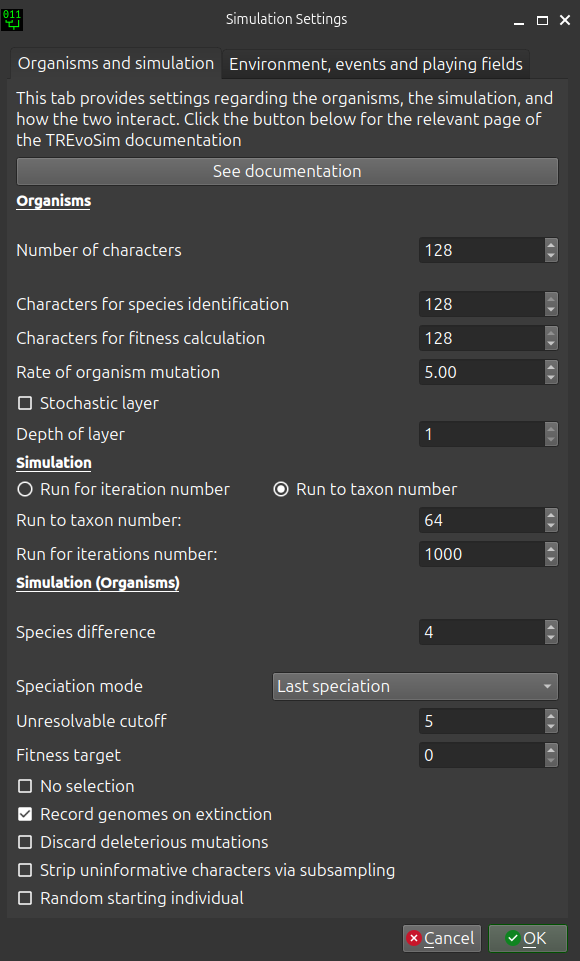 011
Simulation Settings
Organisms and simulation
Environment, events and playing fields
This tab provides settings regarding the organisms, the simulation, and
how the two interact. Click the button below for the relevant page of
the TREvoSim documentation
See documentation
Organisms
Number of characters 128
Characters for species identification 128
Characters for fitness calculation 128
Rate of organism mutation 5.00
Stochastic layer
Depth of layer 1
Simulation
Run for iteration number Run to taxon number
Run to taxon number: 64
Run for iterations number: 1000
Simulation (Organisms)
Species difference 4
Speciation mode Last speciation
Unresolvable cutoff 5
Fitness target 0
No selection
Record genomes on extinction
Discard deleterious mutations
Strip uninformative characters via subsampling
Random starting individual
Cancel OK